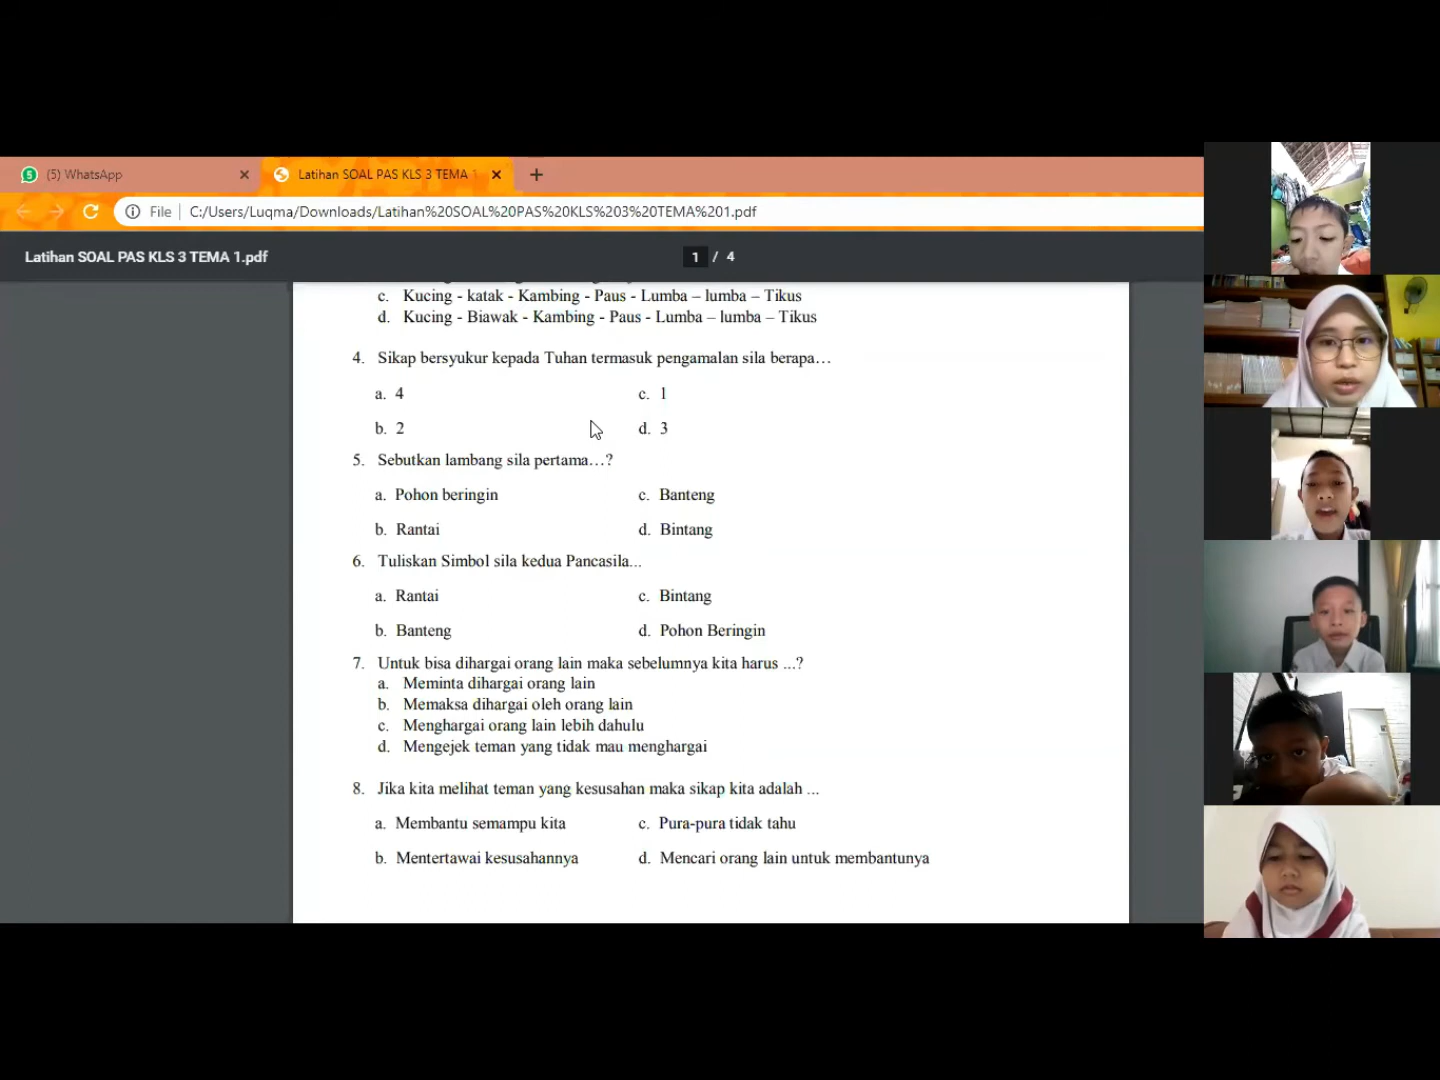 (5) WhatsApp
Latihan SOAL PAS KLS 3 TEMA 1
File
C:/Users/Luqma/Downloads/Latihan%20SOAL%20PAS%20KLS%203%20TEMA%201.pdf
Latihan SOAL PAS KLS 3 TEMA 1.pdf
1 / 4
c. Kucing - katak - Kambing - Paus - Lumba – lumba – Tikus
d. Kucing - Biawak - Kambing - Paus - Lumba – lumba – Tikus
4. Sikap bersyukur kepada Tuhan termasuk pengamalan sila berapa…
a. 4 c. 1
b. 2 d. 3
5. Sebutkan lambang sila pertama…?
a. Pohon beringin c. Banteng
b. Rantai d. Bintang
6. Tuliskan Simbol sila kedua Pancasila...
a. Rantai c. Bintang
b. Banteng d. Pohon Beringin
7. Untuk bisa dihargai orang lain maka sebelumnya kita harus ...?
a. Meminta dihargai orang lain
b. Memaksa dihargai oleh orang lain
c. Menghargai orang lain lebih dahulu
d. Mengejek teman yang tidak mau menghargai
8. Jika kita melihat teman yang kesusahan maka sikap kita adalah ...
a. Membantu semampu kita c. Pura-pura tidak tahu
b. Mentertawai kesusahannya d. Mencari orang lain untuk membantunya